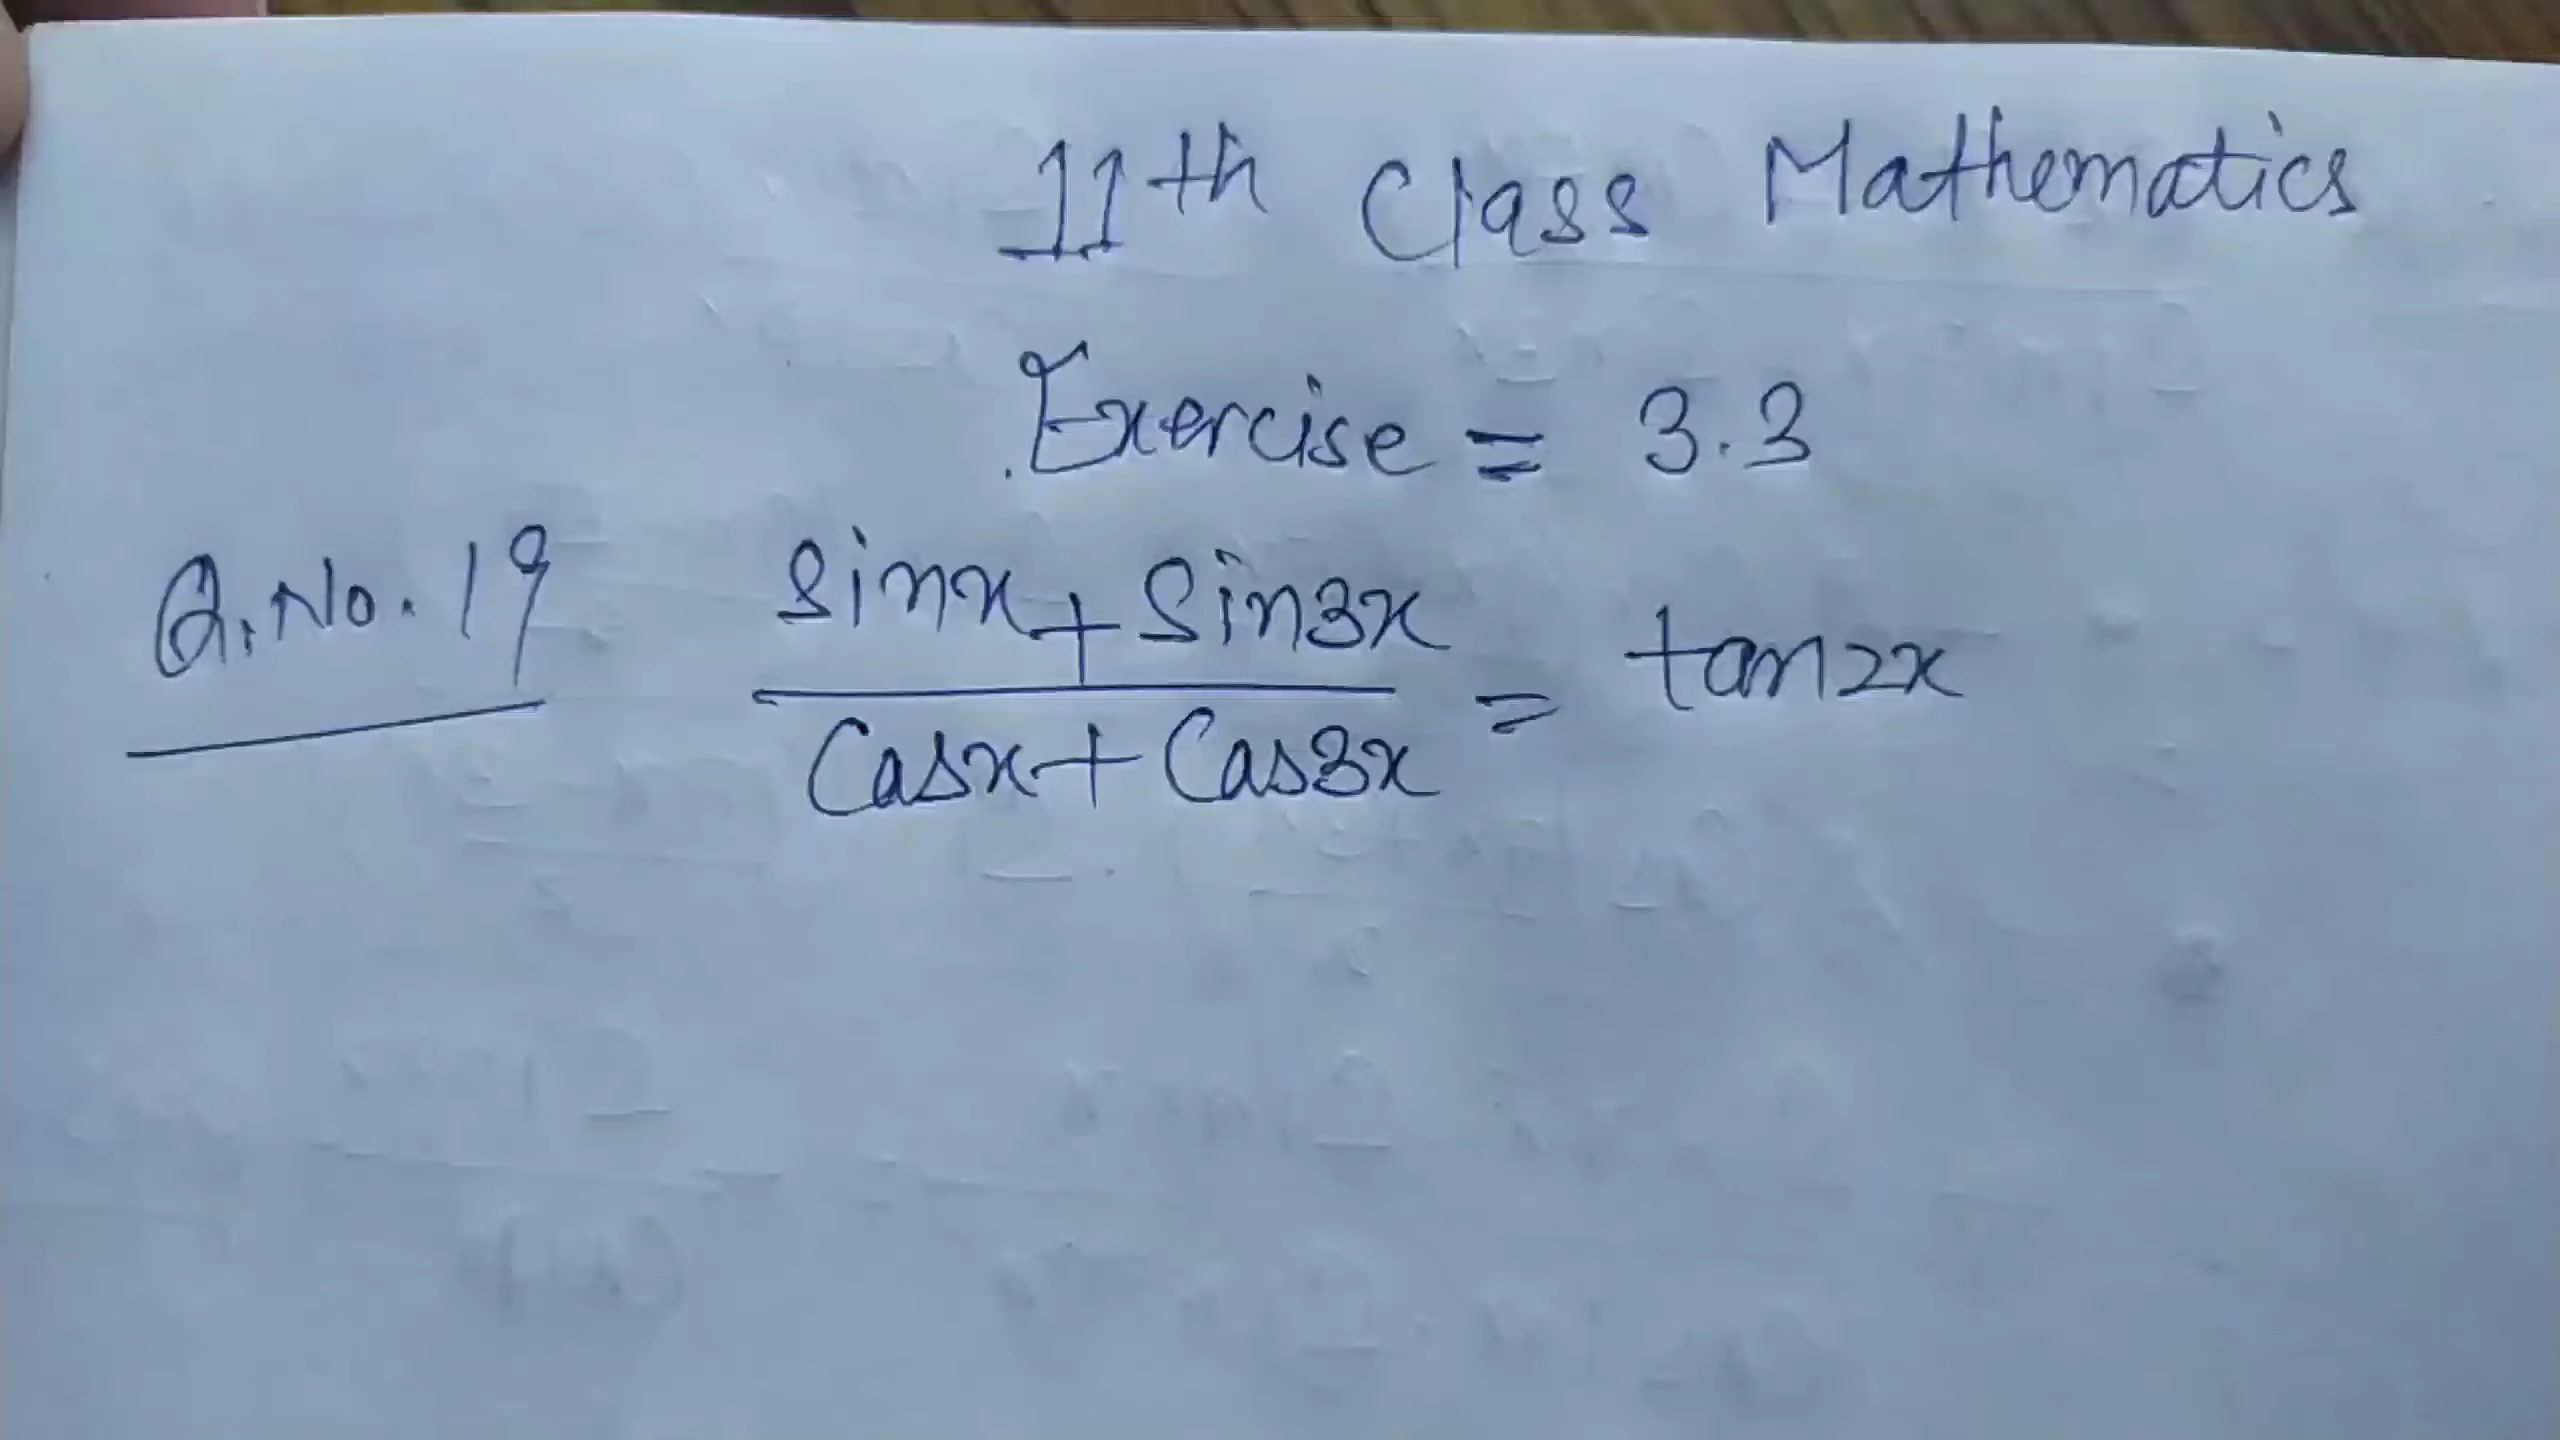 11th Class Mathematics
Exercise = 3.3
Q.No. 19 sinx + Sin3x / Cosx + Cos3x = tan2x